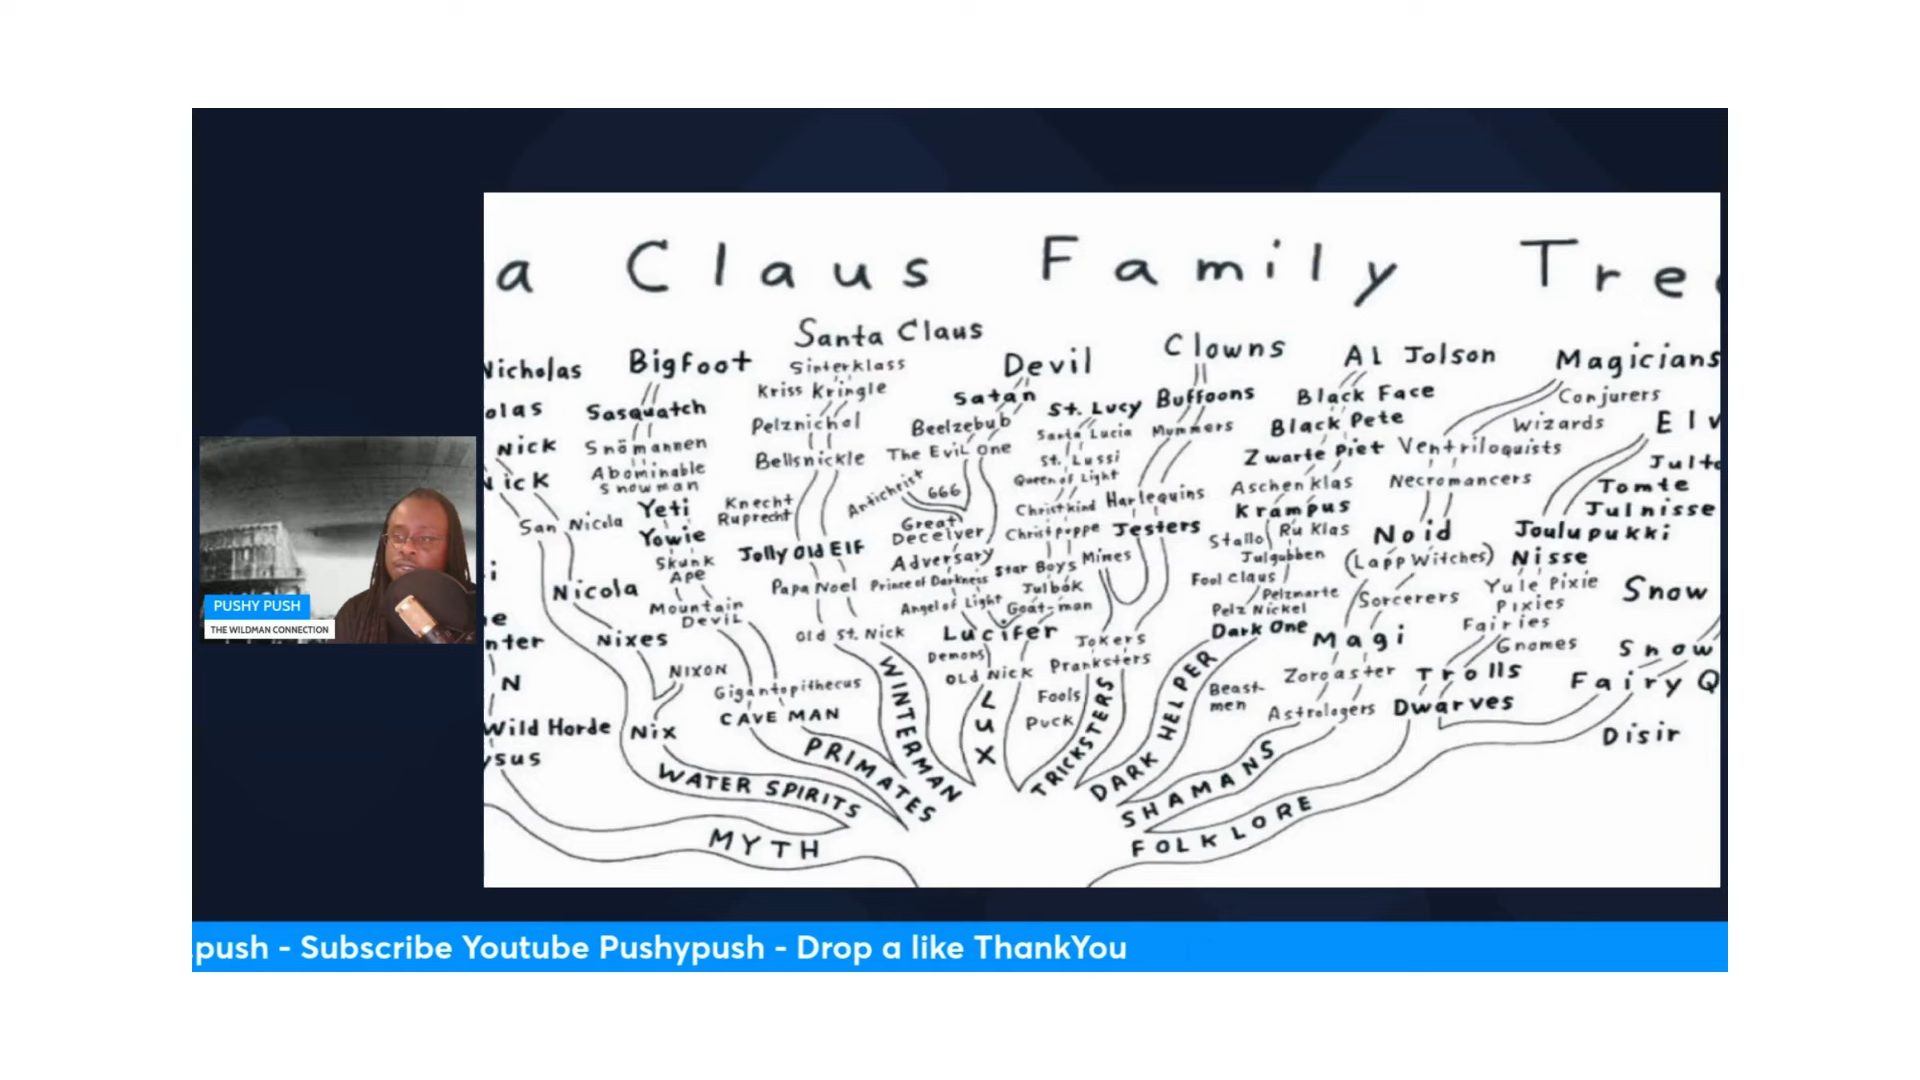 a Claus Family Tre
Nicholas
olas
Nick
Nick
San Nicola
Nicola
Nixes
NIXON
Nix
WATER SPIRITS
i
e
nter
N
Wild Horde
ysus
MYTH
Bigfoot
Sasquatch
Snömannen
Abominable
Snowman
Yeti
Yowie
Skunk
Ape
Mountain
Devil
Gigantopithecus
CAVE MAN
PRIMATES
Santa Claus
Sinterklass
Kriss Kringle
Pelznichol
Bellsnickle
Knecht
Ruprecht
Jolly Old Elf
Papa Noel
Old St. Nick
WINTERMAN
Devil
Satan
Beelzebub
The Evil One
Antichrist
666
Great
Deceiver
Adversary
Prince of Darkness
Angel of Light
Lucifer
Demons
Old Nick
LUX
St. Lucy
Santa Lucia
St. Lussi
Queen of Light
Christkind
Christpoppe
Star Boys
Julbok
Goat-man
Clowns
Buffoons
Mummers
Harlequins
Jesters
Mimes
Jokers
Pranksters
Fools
Puck
TRICKSTERS
Al Jolson
Black Face
Black Pete
Zwarte Piet
Aschenklas
Krampus
Stallo
Ru Klas
Julgubben
Fool Claus
Pelznarte
Pelz Nickel
Dark One
DARK HELPER
Magicians
Conjurers
Wizards
Ventriloquists
Necromancers
Noid
(Lapp Witches)
Sorcerers
Magi
Zoroaster
Beast-
men
Astrologers
SHAMANS
Elv
Julto
Tomte
Julnisse
Joulupukki
Nisse
Yule Pixie
Pixies
Fairies
Gnomes
Trolls
Dwarves
Snow
Snow
Fairy Q
Disir
FOLKLORE
PUSHY PUSH
THE WILDMAN CONNECTION
push - Subscribe Youtube Pushypush - Drop a like ThankYou